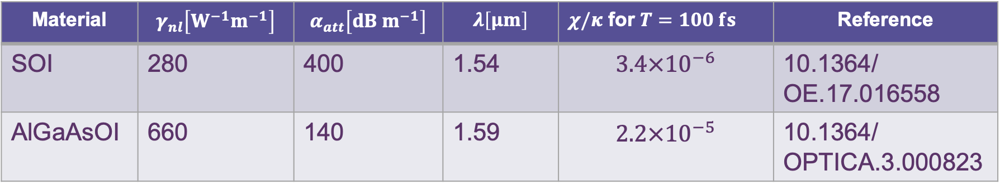 Material γₙₗ[W⁻¹m⁻¹] αₐₜₜ[dB m⁻¹] λ[μm] χ/κ for T = 100 fs Reference
SOI 280 400 1.54 3.4×10⁻⁶ 10.1364/
OE.17.016558
AlGaAsOI 660 140 1.59 2.2×10⁻⁵ 10.1364/
OPTICA.3.000823